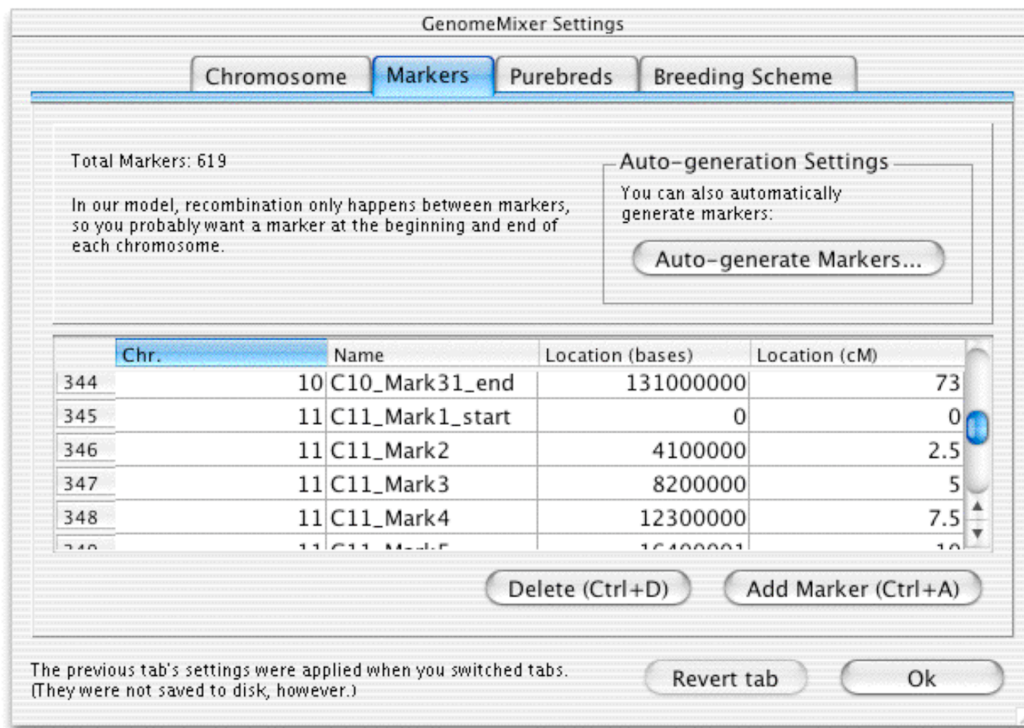 GenomeMixer Settings
Chromosome Markers Purebreds Breeding Scheme
Total Markers: 619
In our model, recombination only happens between markers,
so you probably want a marker at the beginning and end of
each chromosome.
Auto-generation Settings
You can also automatically
generate markers:
Auto-generate Markers...
Chr. Name Location (bases) Location (cM)
344 10 C10_Mark31_end 131000000 73
345 11 C11_Mark1_start 0 0
346 11 C11_Mark2 4100000 2.5
347 11 C11_Mark3 8200000 5
348 11 C11_Mark4 12300000 7.5
Delete (Ctrl+D) Add Marker (Ctrl+A)
The previous tab's settings were applied when you switched tabs.
(They were not saved to disk, however.)
Revert tab Ok